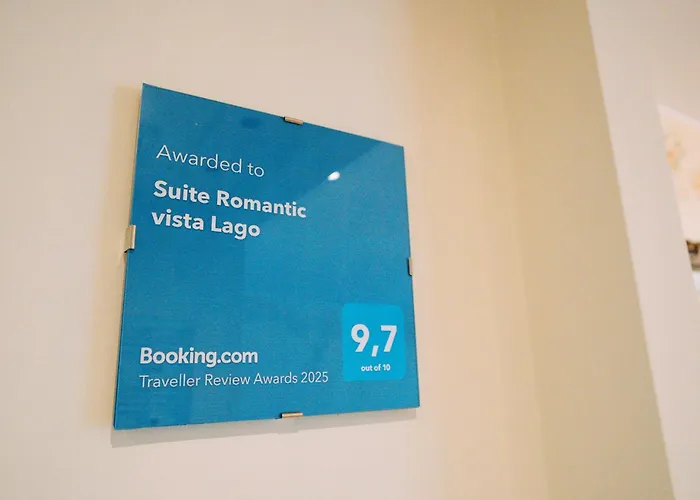 Awarded to
Suite Romantic
vista Lago
Booking.com
Traveller Review Awards 2025
9,7
out of 10